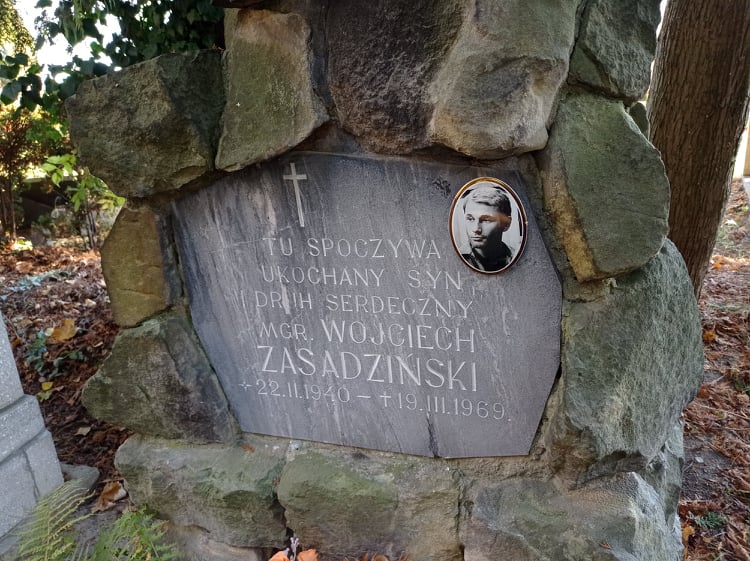 TU SPOCZYWA
UKOCHANY SYN
I DRUH SERDECZNY
MGR. WOJCIECH
ZASADZIŃSKI
22.II.1940 – † 19.III.1969.